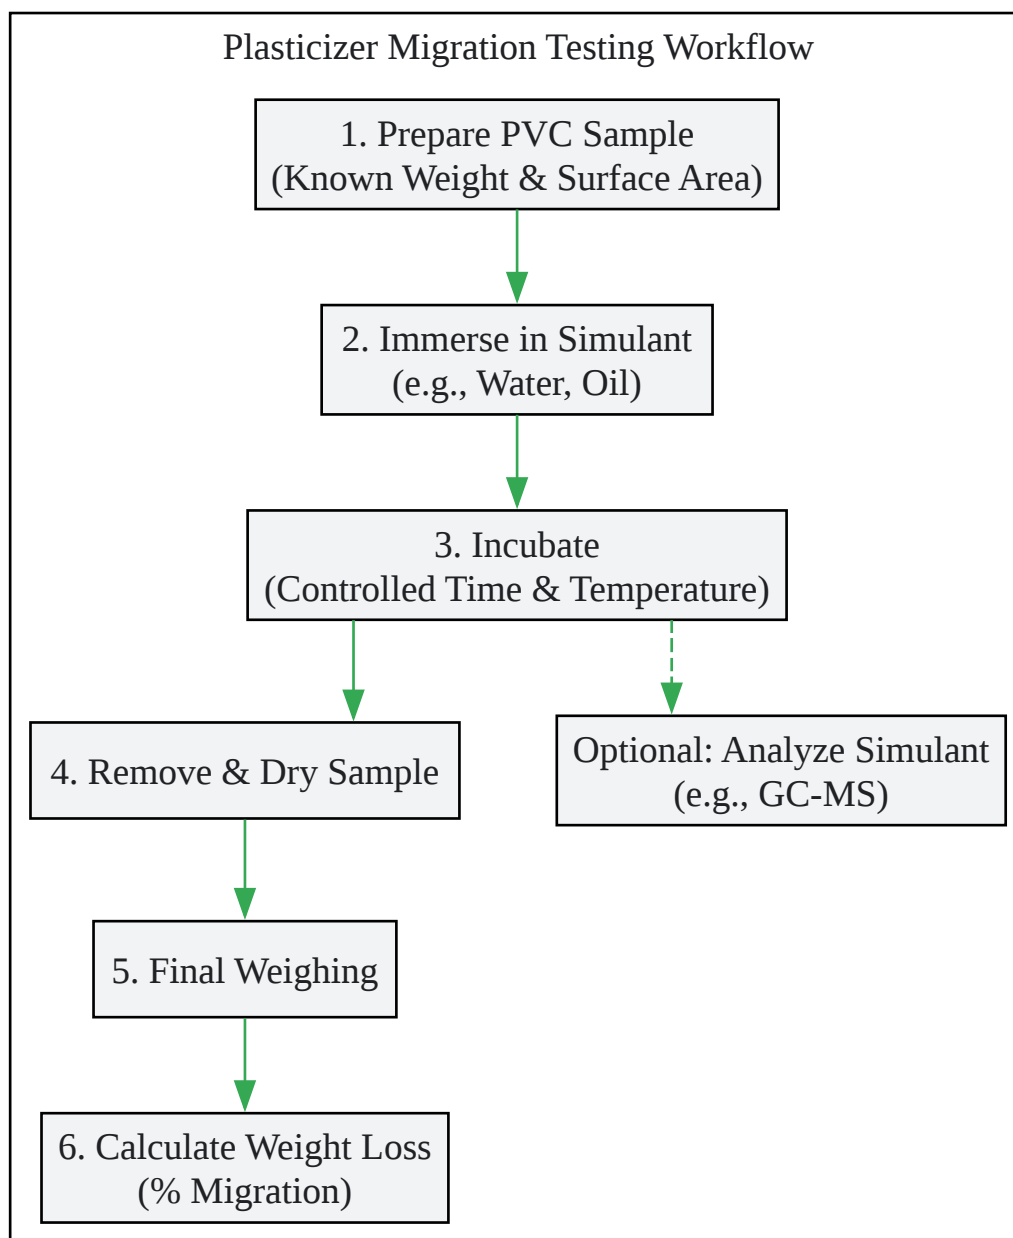 Plasticizer Migration Testing Workflow
1. Prepare PVC Sample
(Known Weight & Surface Area)
2. Immerse in Simulant
(e.g., Water, Oil)
3. Incubate
(Controlled Time & Temperature)
4. Remove & Dry Sample
Optional: Analyze Simulant
(e.g., GC-MS)
5. Final Weighing
6. Calculate Weight Loss
(% Migration)